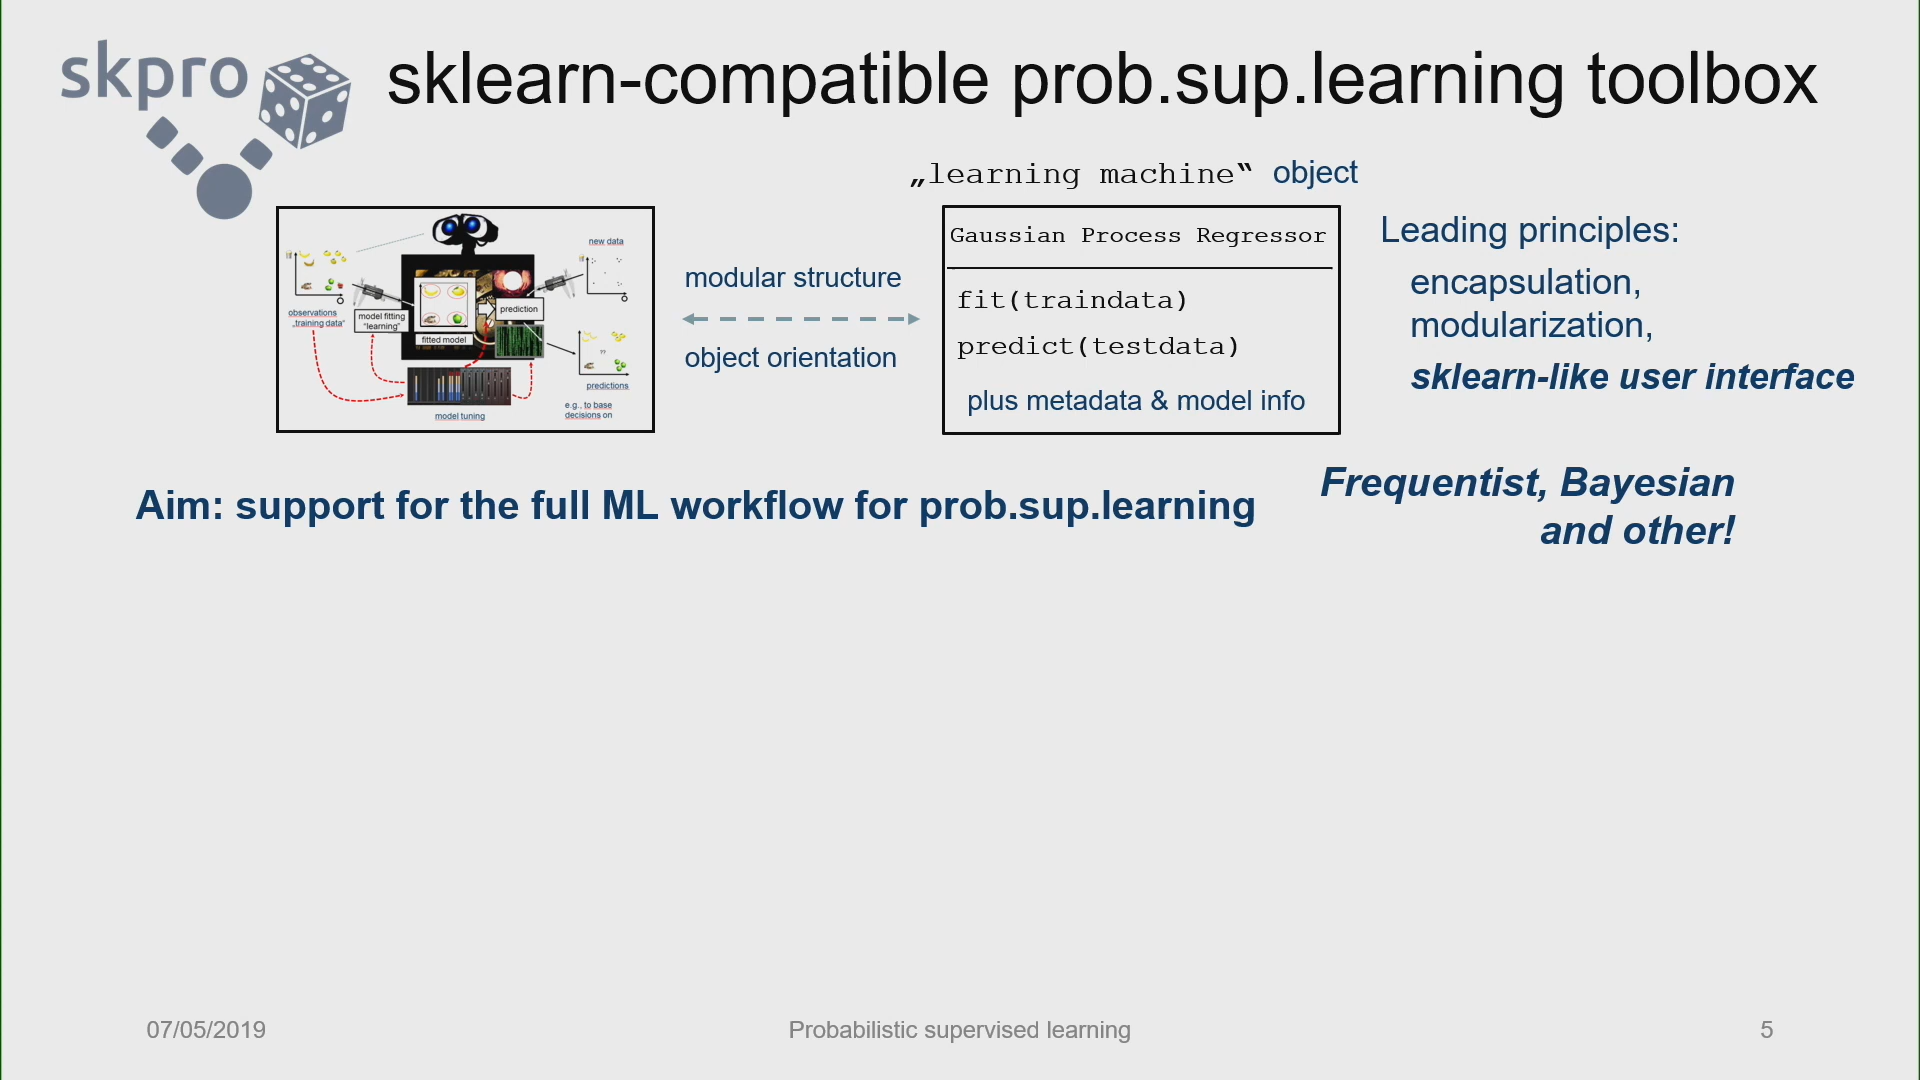 skpro
sklearn-compatible prob.sup.learning toolbox
„learning machine“ object
observations
„training data“
model fitting
“learning”
fitted model
prediction
new data
predictions
e.g., to base
decisions on
model tuning
??
modular structure
object orientation
Gaussian Process Regressor
fit(traindata)
predict(testdata)
plus metadata & model info
Leading principles:
encapsulation,
modularization,
sklearn-like user interface
Aim: support for the full ML workflow for prob.sup.learning
Frequentist, Bayesian
and other!
07/05/2019
Probabilistic supervised learning
5